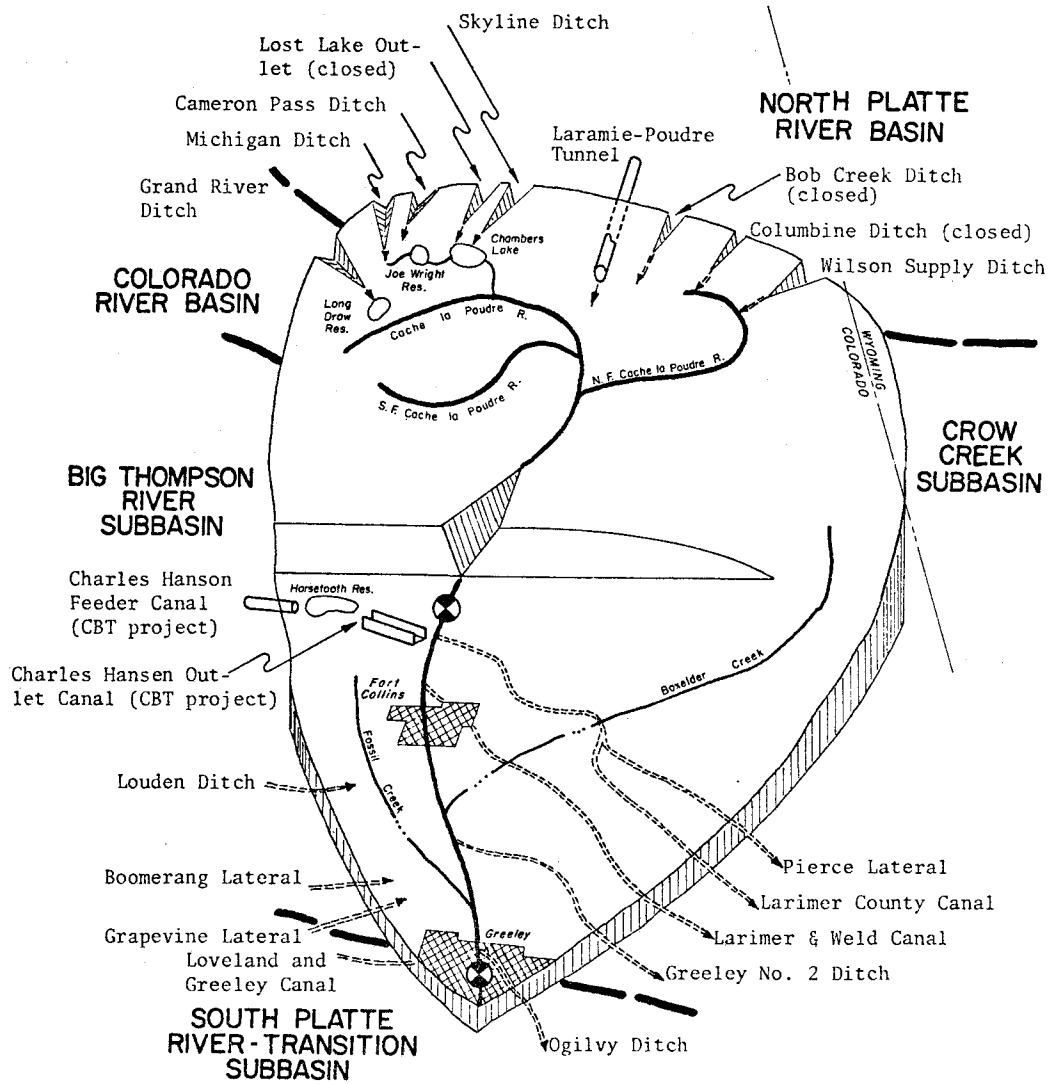 Skyline Ditch
Lost Lake Out-
let (closed)
Cameron Pass Ditch
Michigan Ditch
Grand River
Ditch
Laramie-Poudre
Tunnel
NORTH PLATTE
RIVER BASIN
Bob Creek Ditch
(closed)
Columbine Ditch (closed)
Wilson Supply Ditch
Chambers
Lake
Joe Wright
Res.
Long
Draw
Res.
COLORADO
RIVER BASIN
Cache la Poudre R.
S.F. Cache la Poudre R.
N.F. Cache la Poudre R.
WYOMING
COLORADO
CROW
CREEK
SUBBASIN
BIG THOMPSON
RIVER
SUBBASIN
Charles Hanson
Feeder Canal
(CBT project)
Horsetooth Res.
Charles Hansen Out-
let Canal (CBT project)
Fort
Collins
Boxelder Creek
Fossil
Creek
Louden Ditch
Boomerang Lateral
Grapevine Lateral
Loveland and
Greeley Canal
Greeley
Pierce Lateral
Larimer County Canal
Larimer & Weld Canal
Greeley No. 2 Ditch
Ogilvy Ditch
SOUTH PLATTE
RIVER-TRANSITION
SUBBASIN